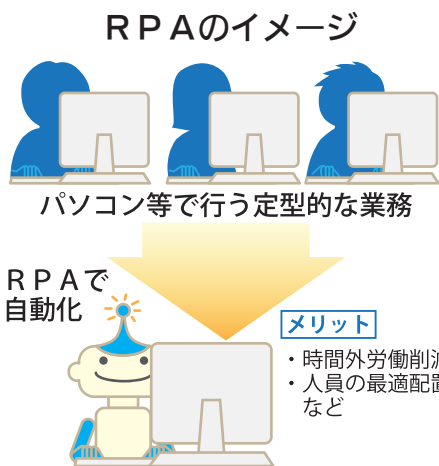 RPAのイメージ
パソコン等で行う定型的な業務
RPAで
自動化
メリット
・時間外労働削減
・人員の最適配置
など